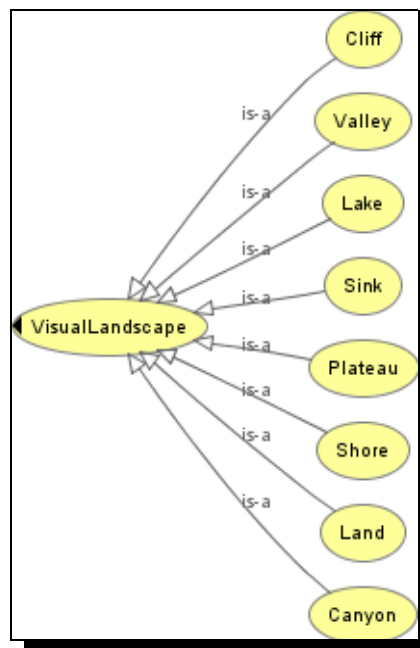 Cliff
is-a
Valley
is-a
Lake
is-a
Sink
is-a
VisualLandscape
is-a
Plateau
is-a
Shore
is-a
Land
is-a
Canyon